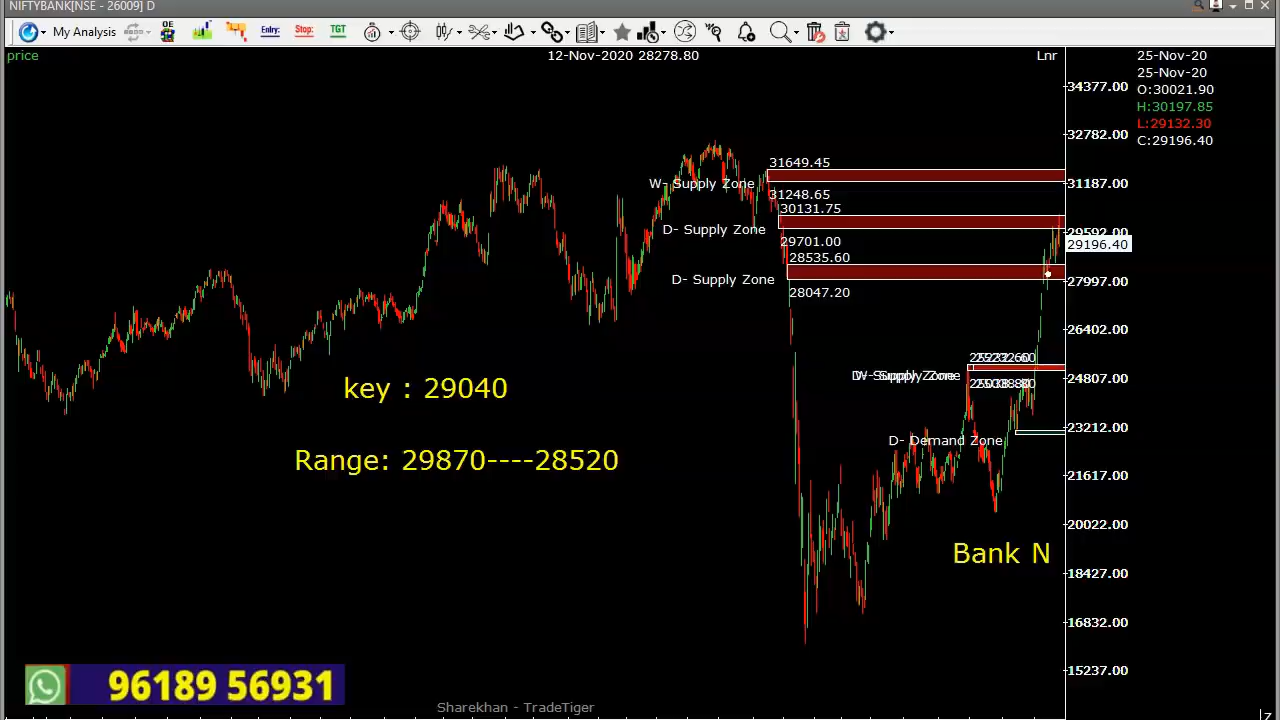 NIFTYBANK[NSE - 26009] D
My Analysis
OE
Entry:
Stop:
TGT
price
12-Nov-2020 28278.80
Lnr
25-Nov-20
25-Nov-20
O:30021.90
H:30197.85
L:29132.30
C:29196.40
34377.00
32782.00
31649.45
W- Supply Zone
31187.00
31248.65
30131.75
D- Supply Zone
29592.00
29701.00
29196.40
28535.60
D- Supply Zone
27997.00
28047.20
26402.00
24807.00
key : 29040
23212.00
D- Demand Zone
Range: 29870----28520
21617.00
20022.00
Bank N
18427.00
16832.00
15237.00
96189 56931
Sharekhan - TradeTiger